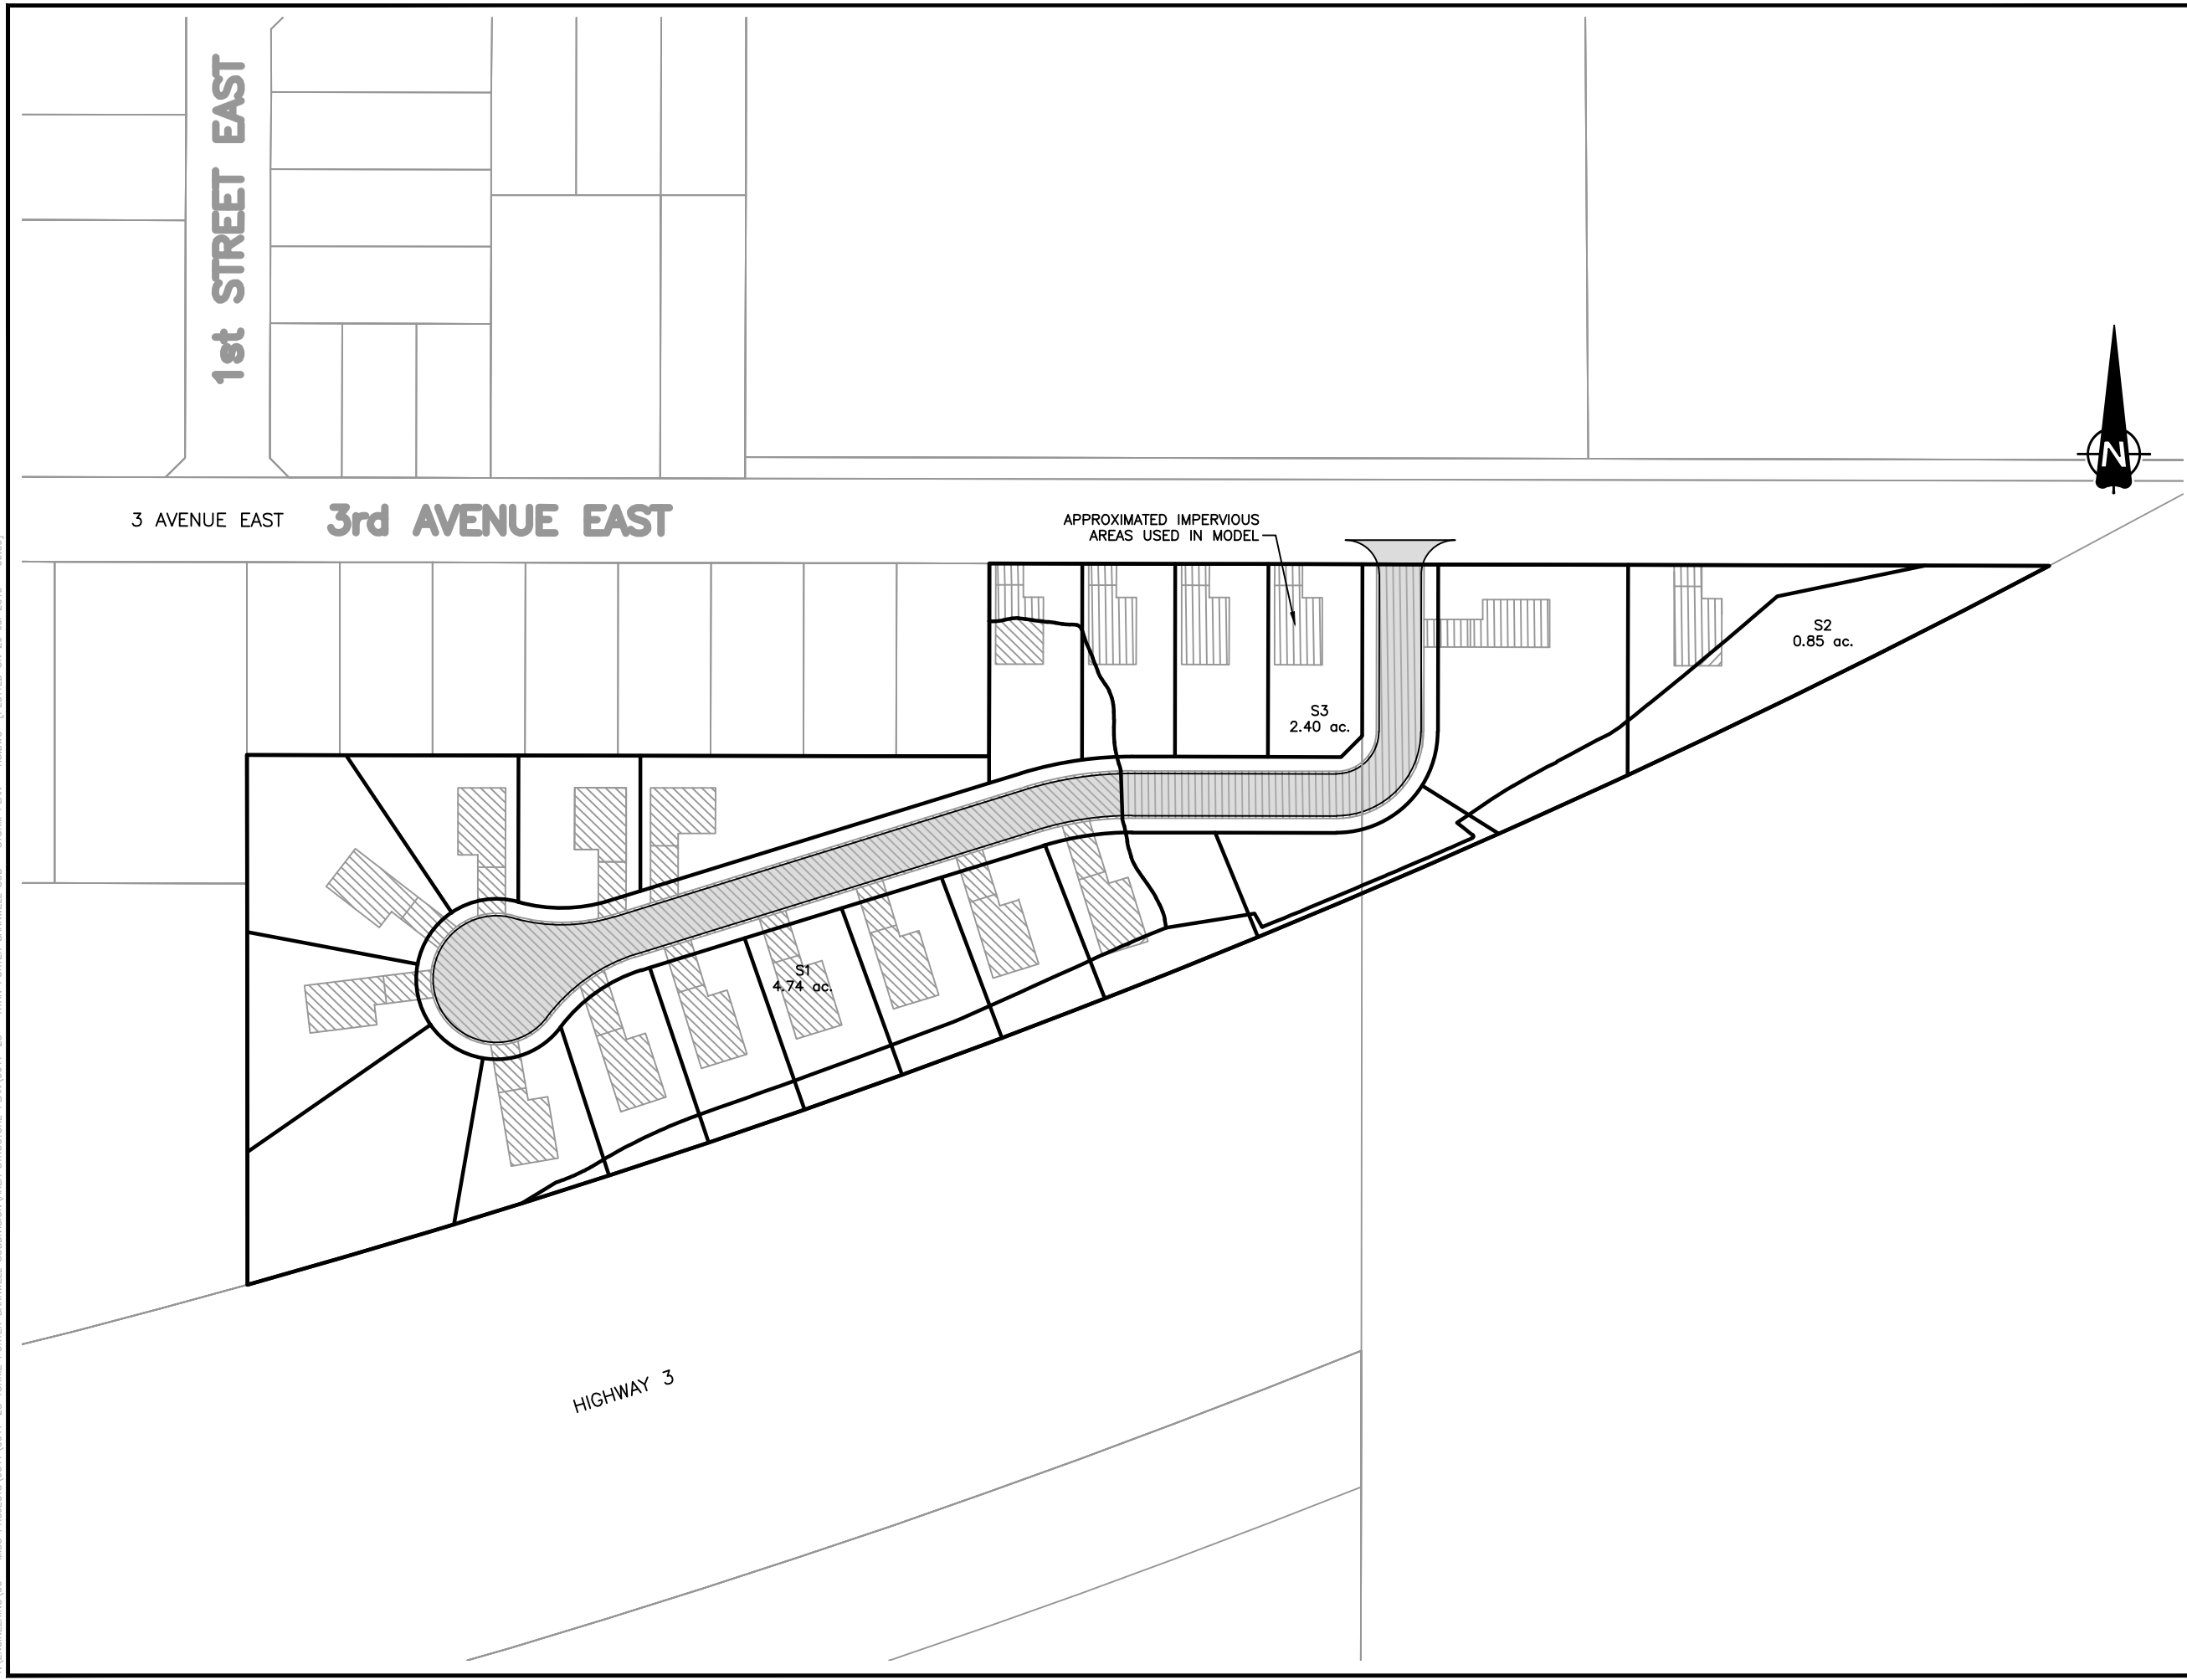 1st STREET EAST
N
3 AVENUE EAST
3rd AVENUE EAST
APPROXIMATED IMPERVIOUS
AREAS USED IN MODEL
S2
0.85 ac.
S3
2.40 ac.
S1
4.74 ac.
HIGHWAY 3